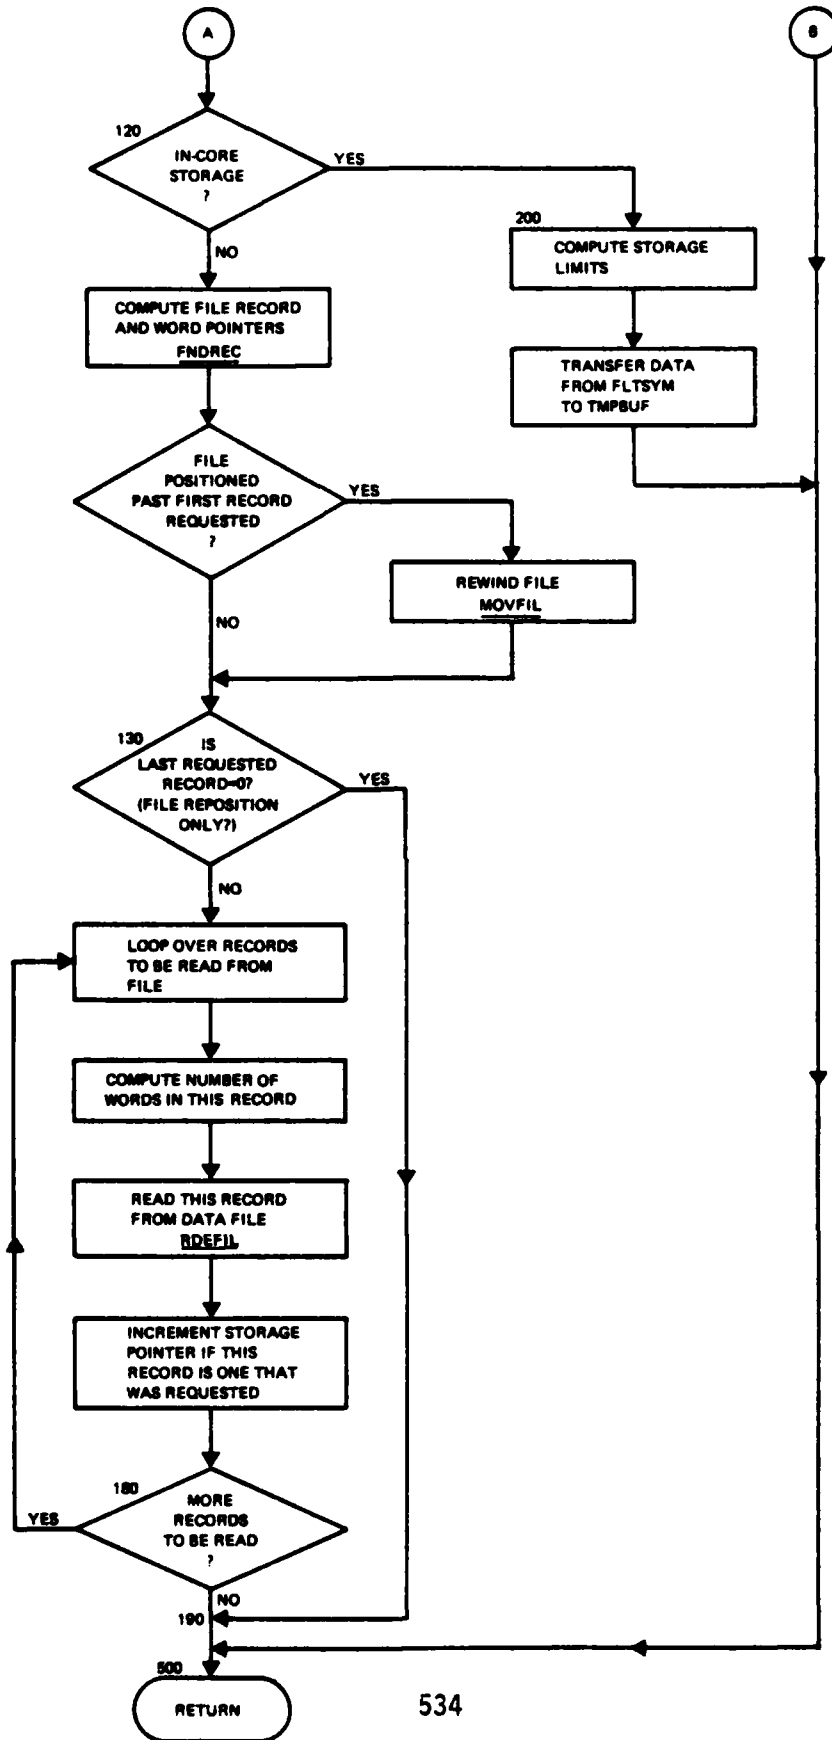 A
B
120
IN-CORE
STORAGE
?
YES
NO
200
COMPUTE STORAGE
LIMITS
COMPUTE FILE RECORD
AND WORD POINTERS
FNDREC
TRANSFER DATA
FROM FLTSYM
TO TMPBUF
FILE
POSITIONED
PAST FIRST RECORD
REQUESTED
?
YES
NO
REWIND FILE
MOVFIL
130
IS
LAST REQUESTED
RECORD=0?
(FILE REPOSITION
ONLY?)
YES
NO
LOOP OVER RECORDS
TO BE READ FROM
FILE
COMPUTE NUMBER OF
WORDS IN THIS RECORD
READ THIS RECORD
FROM DATA FILE
RDEFIL
INCREMENT STORAGE
POINTER IF THIS
RECORD IS ONE THAT
WAS REQUESTED
180
MORE
RECORDS
TO BE READ
?
YES
NO
190
500
RETURN
534